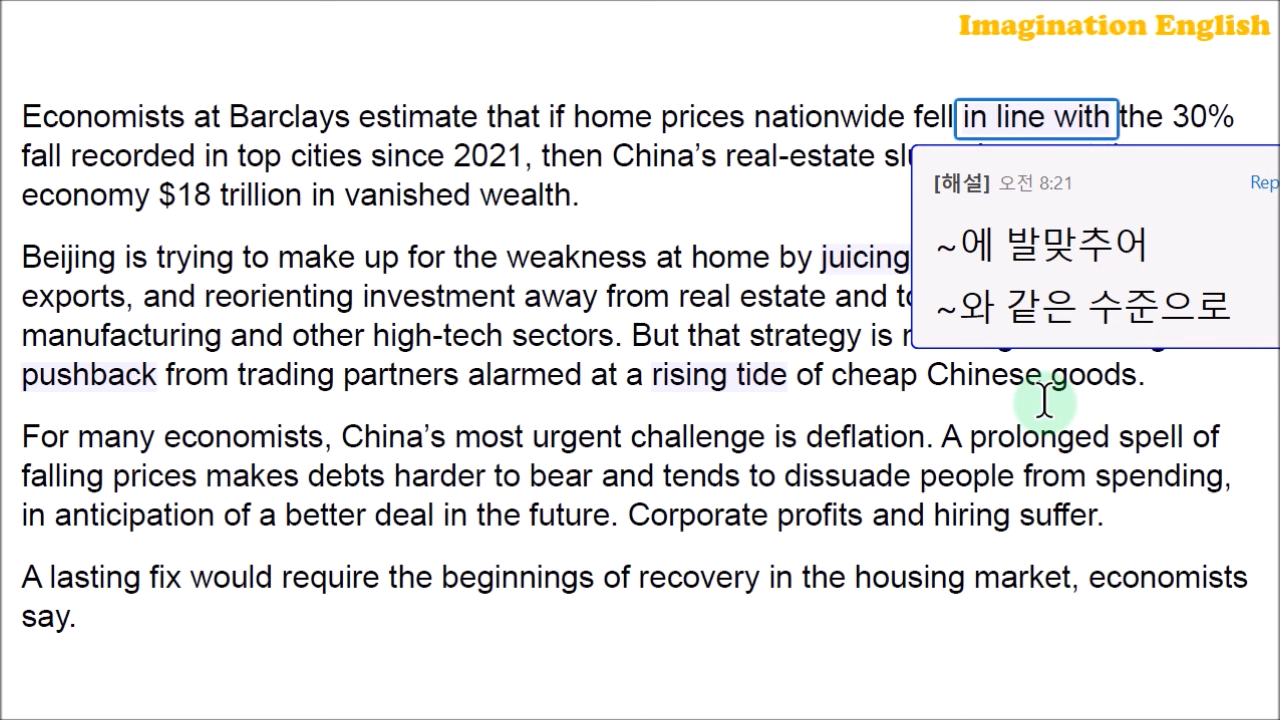 Imagination English
Economists at Barclays estimate that if home prices nationwide fell in line with the 30%
fall recorded in top cities since 2021, then China's real-estate
economy $18 trillion in vanished wealth.
[해설] 오전 8:21
~에 발맞추어
~와 같은 수준으로
Beijing is trying to make up for the weakness at home by juicing
exports, and reorienting investment away from real estate and
manufacturing and other high-tech sectors. But that strategy is
pushback from trading partners alarmed at a rising tide of cheap Chinese goods.
For many economists, China's most urgent challenge is deflation. A prolonged spell of
falling prices makes debts harder to bear and tends to dissuade people from spending,
in anticipation of a better deal in the future. Corporate profits and hiring suffer.
A lasting fix would require the beginnings of recovery in the housing market, economists
say.